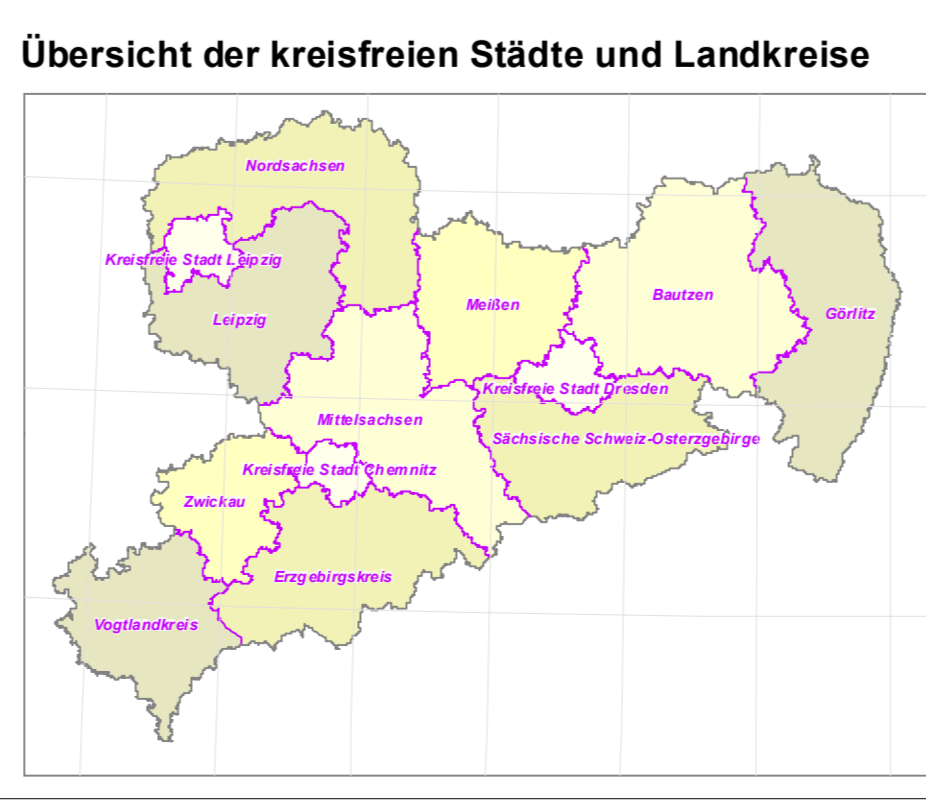 Übersicht der kreisfreien Städte und Landkreise
Nordsachsen
Kreisfreie Stadt Leipzig
Leipzig
Meißen
Bautzen
Görlitz
Kreisfreie Stadt Dresden
Mittelsachsen
Sächsische Schweiz-Osterzgebirge
Kreisfreie Stadt Chemnitz
Zwickau
Erzgebirgskreis
Vogtlandkreis